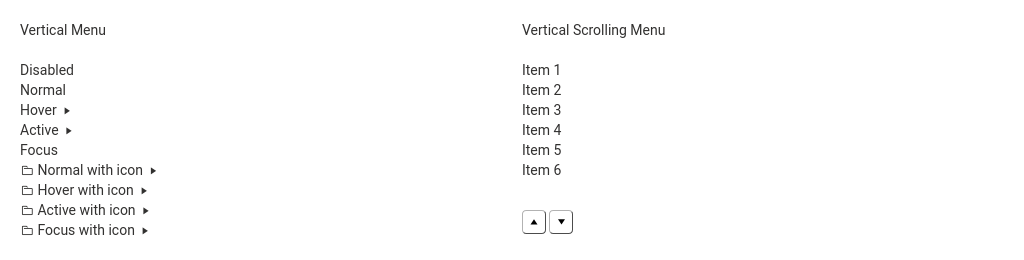 Vertical Menu
Disabled
Normal
Hover
Active
Focus
Normal with icon
Hover with icon
Active with icon
Focus with icon
Vertical Scrolling Menu
Item 1
Item 2
Item 3
Item 4
Item 5
Item 6